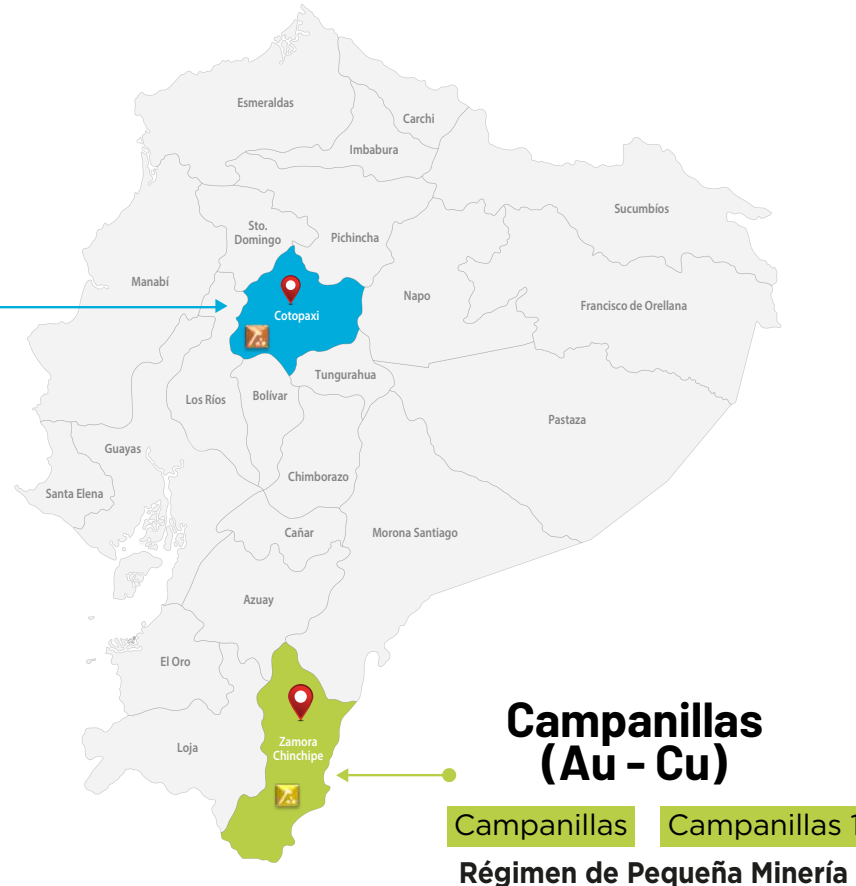 Esmeraldas
Carchi
Imbabura
Sucumbíos
Sto.
Domingo
Pichincha
Manabí
Napo
Francisco de Orellana
Cotopaxi
Tungurahua
Los Ríos
Bolívar
Pastaza
Guayas
Chimborazo
Santa Elena
Cañar
Morona Santiago
Azuay
El Oro
Loja
Zamora
Chinchipe
Campanillas
(Au - Cu)
Campanillas
Campanillas 1
Régimen de Pequeña Minería